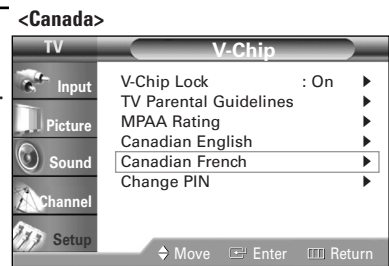 <Canada>
TV
V-Chip
Input
Picture
Sound
Channel
Setup
V-Chip Lock : On
TV Parental Guidelines
MPAA Rating
Canadian English
Canadian French
Change PIN
Move Enter Return